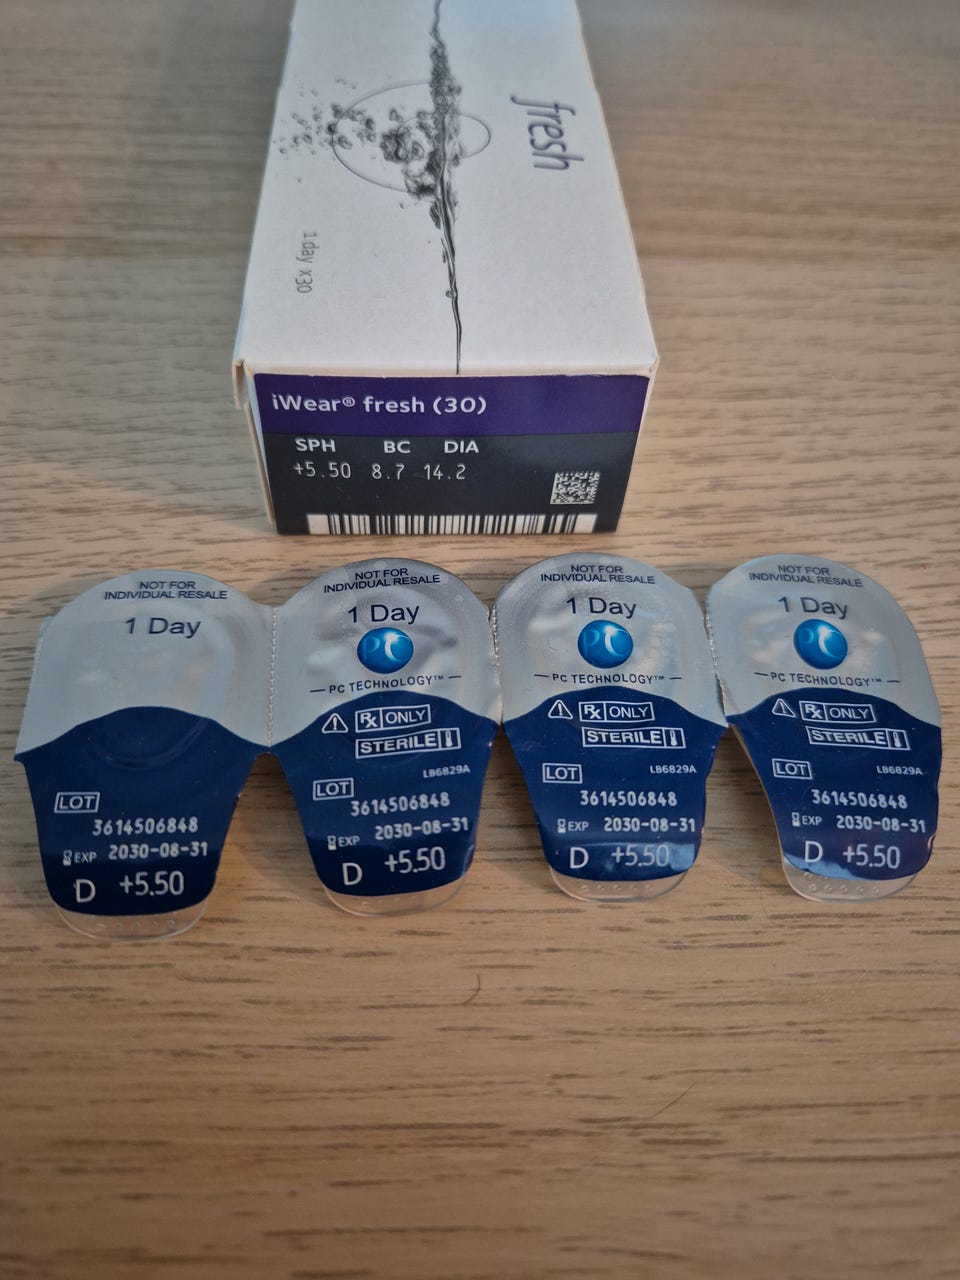 fresh
1 day x30
iWear® fresh (30)
SPH BC DIA
+5.50 8.7 14.2
NOT FOR
INDIVIDUAL RESALE
1 Day
LOT
3614506848
EXP 2030-08-31
D +5.50
NOT FOR
INDIVIDUAL RESALE
1 Day
PC
PC TECHNOLOGY™
Rx ONLY
STERILE
LB6829A
LOT
3614506848
EXP 2030-08-31
D +5.50
NOT FOR
INDIVIDUAL RESALE
1 Day
PC
PC TECHNOLOGY™
Rx ONLY
STERILE
LB6829A
LOT
3614506848
EXP 2030-08-31
D +5.50
NOT FOR
INDIVIDUAL RESALE
1 Day
PC
PC TECHNOLOGY™
Rx ONLY
STERILE
LB6829A
LOT
3614506848
EXP 2030-08-31
D +5.50